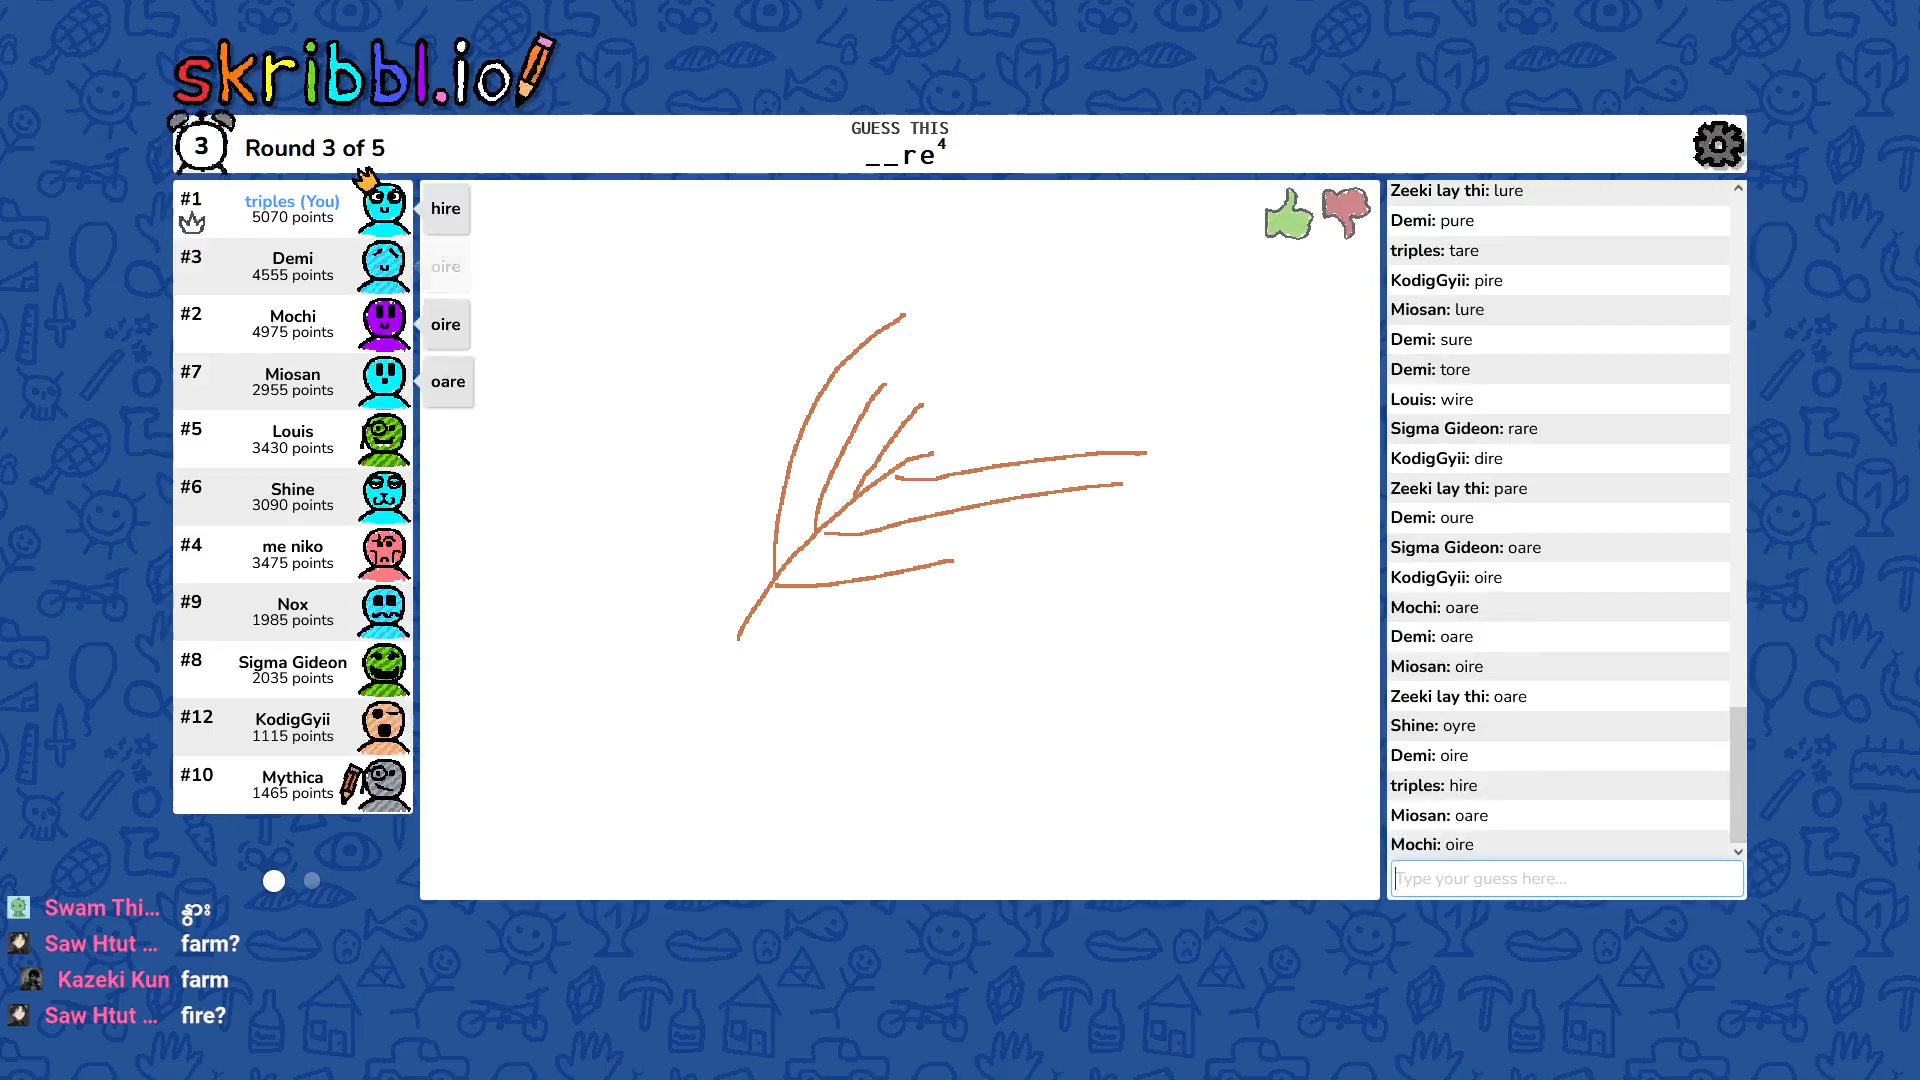 skribbl.io
3
Round 3 of 5
GUESS THIS
__re4
#1
triples (You)
5070 points
#3
Demi
4555 points
#2
Mochi
4975 points
#7
Miosan
2955 points
#5
Louis
3430 points
#6
Shine
3090 points
#4
me niko
3475 points
#9
Nox
1985 points
#8
Sigma Gideon
2035 points
#12
KodigGyii
1115 points
#10
Mythica
1465 points
hire
oire
oire
oare
Zeeki lay thi: lure
Demi: pure
triples: tare
KodigGyii: pire
Miosan: lure
Demi: sure
Demi: tore
Louis: wire
Sigma Gideon: rare
KodigGyii: dire
Zeeki lay thi: pare
Demi: oure
Sigma Gideon: oare
KodigGyii: oire
Mochi: oare
Demi: oare
Miosan: oire
Zeeki lay thi: oare
Shine: oyre
Demi: oire
triples: hire
Miosan: oare
Mochi: oire
Type your guess here...
Swam Thi... နွား
Saw Htut ... farm?
Kazeki Kun farm
Saw Htut ... fire?